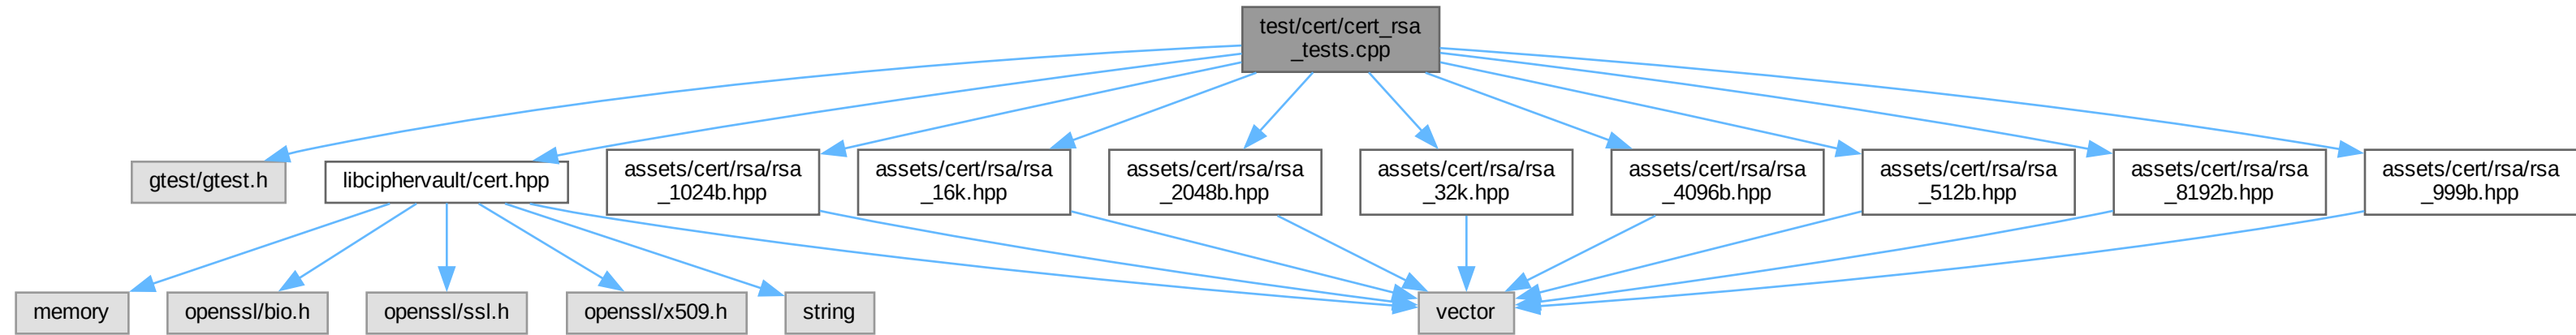 test/cert/cert_rsa
_tests.cpp
gtest/gtest.h
libciphervault/cert.hpp
assets/cert/rsa/rsa
_1024b.hpp
assets/cert/rsa/rsa
_16k.hpp
assets/cert/rsa/rsa
_2048b.hpp
assets/cert/rsa/rsa
_32k.hpp
assets/cert/rsa/rsa
_4096b.hpp
assets/cert/rsa/rsa
_512b.hpp
assets/cert/rsa/rsa
_8192b.hpp
assets/cert/rsa/rsa
_999b.hpp
memory
openssl/bio.h
openssl/ssl.h
openssl/x509.h
string
vector